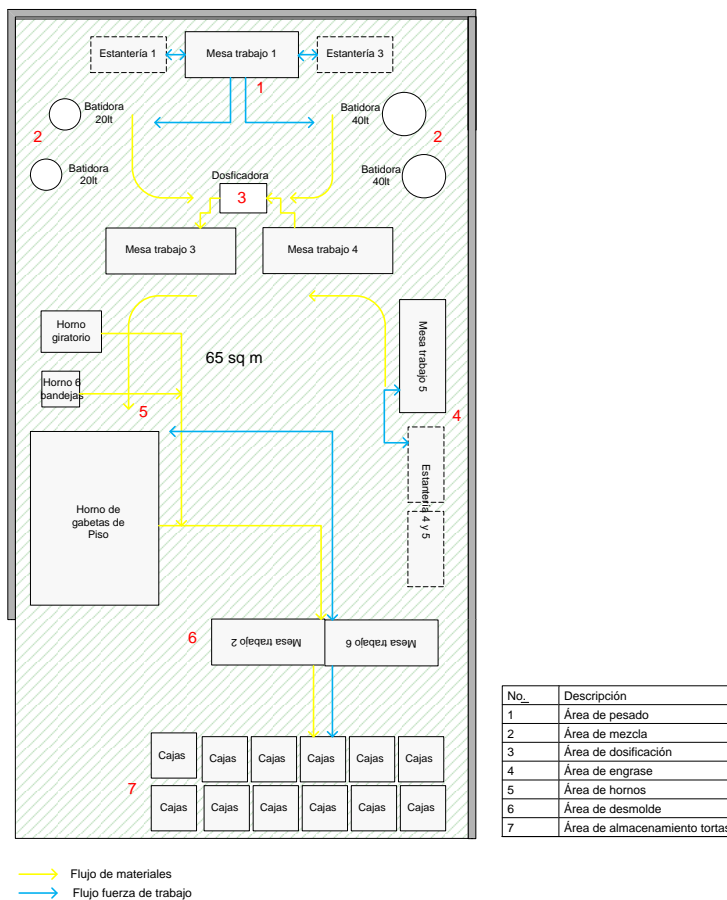 Estantería 1
Mesa trabajo 1
Estantería 3
1
2
Batidora
20lt
Batidora
40lt
2
Batidora
20lt
Dosificadora
Batidora
40lt
3
Mesa trabajo 3
Mesa trabajo 4
Horno
giratorio
Mesa trabajo 5
65 sq m
Horno 6
bandejas
5
4
Estantería 4 y 5
Horno de
gabetas de
Piso
6
Mesa trabajo 2
Mesa trabajo 6
Cajas
Cajas
Cajas
Cajas
Cajas
Cajas
7
Cajas
Cajas
Cajas
Cajas
Cajas
Cajas
No. Descripción
1 Área de pesado
2 Área de mezcla
3 Área de dosificación
4 Área de engrase
5 Área de hornos
6 Área de desmolde
7 Área de almacenamiento tortas
Flujo de materiales
Flujo fuerza de trabajo